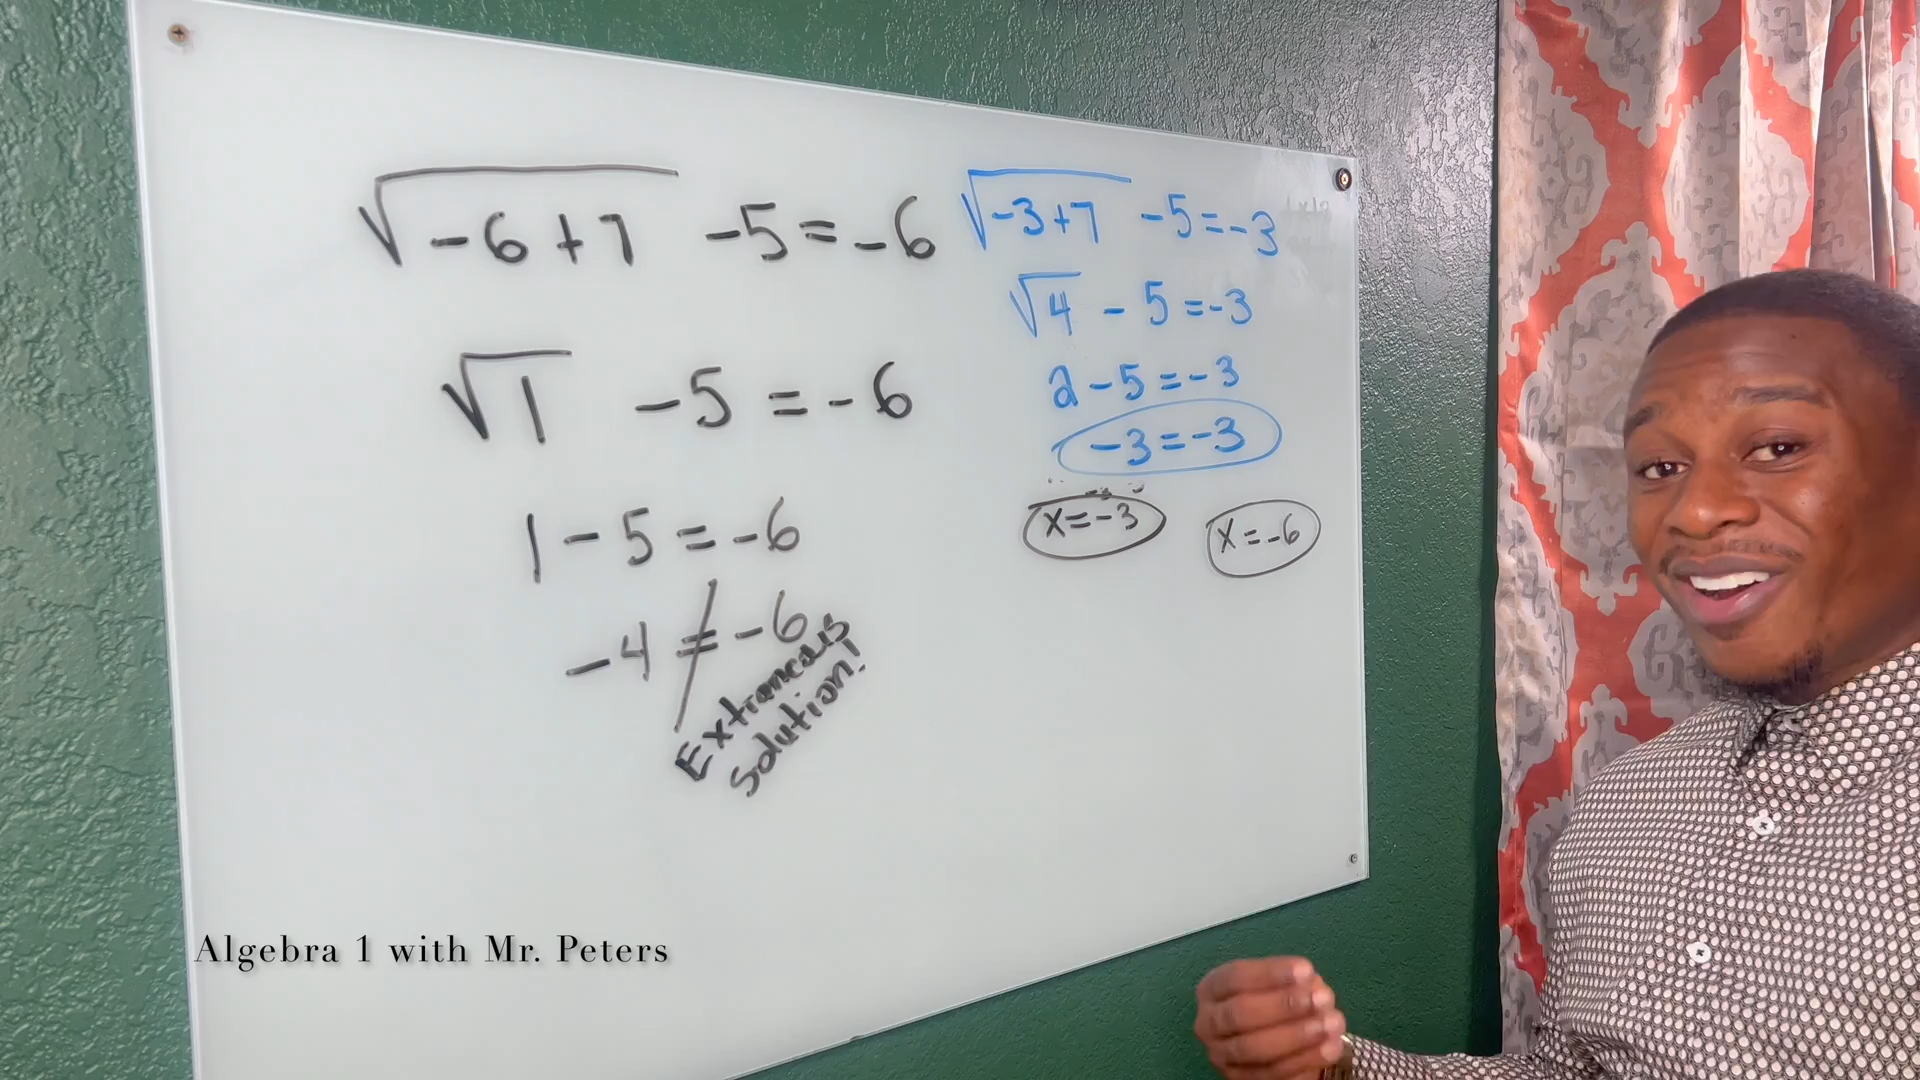 √-6+7 -5=-6
√1 -5=-6
1-5=-6
-4≠-6
Extraneous
solution!
√-3+7 -5=-3
√4 -5=-3
2-5=-3
-3=-3
x=-3
x=-6
Algebra 1 with Mr. Peters